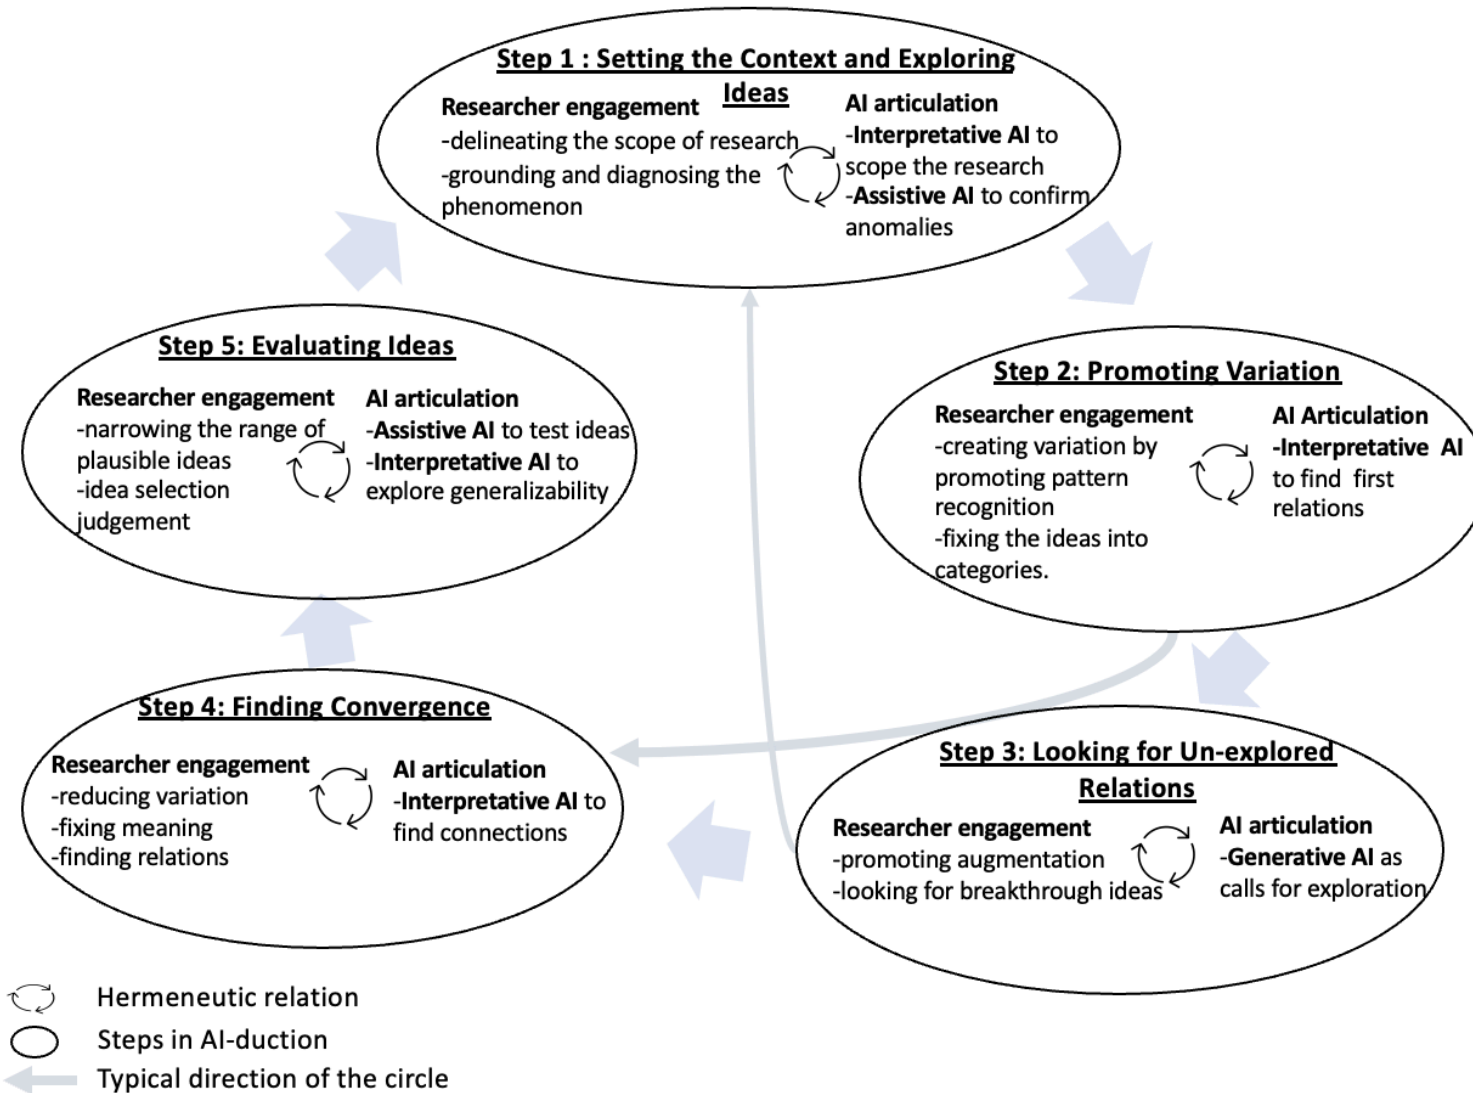 Step 1 : Setting the Context and Exploring
Ideas
Researcher engagement
-delineating the scope of research
-grounding and diagnosing the
phenomenon
AI articulation
-Interpretative AI to
scope the research
-Assistive AI to confirm
anomalies
Step 2: Promoting Variation
Researcher engagement
-creating variation by
promoting pattern
recognition
-fixing the ideas into
categories.
AI Articulation
-Interpretative AI
to find first
relations
Step 3: Looking for Un-explored
Relations
Researcher engagement
-promoting augmentation
-looking for breakthrough ideas
AI articulation
-Generative AI as
calls for exploration
Step 4: Finding Convergence
Researcher engagement
-reducing variation
-fixing meaning
-finding relations
AI articulation
-Interpretative AI to
find connections
Step 5: Evaluating Ideas
Researcher engagement
-narrowing the range of
plausible ideas
-idea selection
judgement
AI articulation
-Assistive AI to test ideas
-Interpretative AI to
explore generalizability
Hermeneutic relation
Steps in AI-duction
Typical direction of the circle